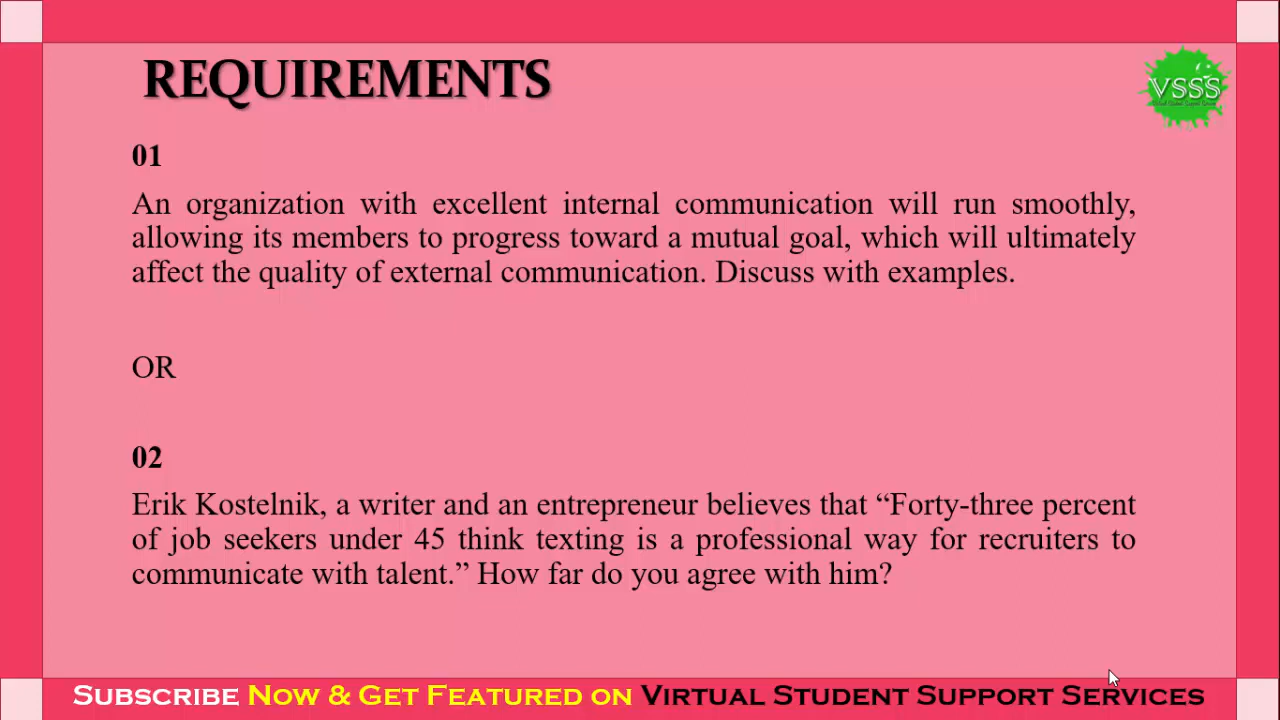 REQUIREMENTS
VSSS
01
An organization with excellent internal communication will run smoothly,
allowing its members to progress toward a mutual goal, which will ultimately
affect the quality of external communication. Discuss with examples.
OR
02
Erik Kostelnik, a writer and an entrepreneur believes that “Forty-three percent
of job seekers under 45 think texting is a professional way for recruiters to
communicate with talent.” How far do you agree with him?
SUBSCRIBE NOW & GET FEATURED ON VIRTUAL STUDENT SUPPORT SERVICES